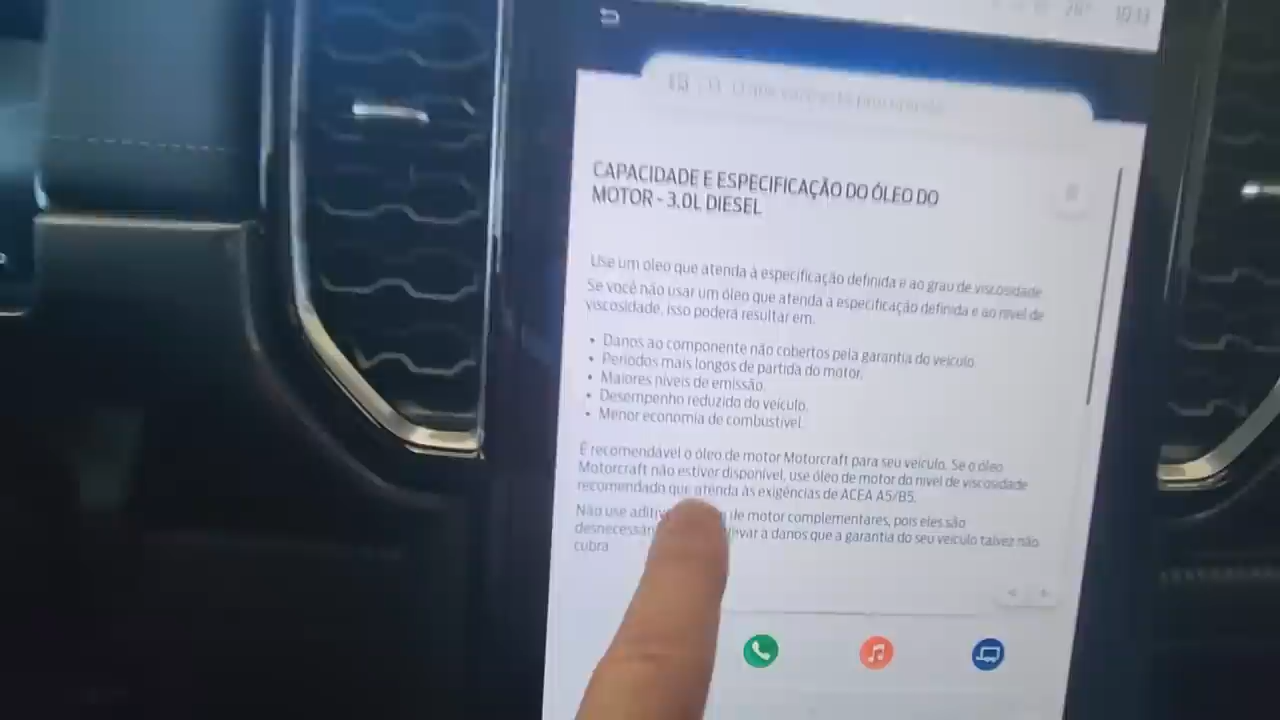 10:13
CAPACIDADE E ESPECIFICAÇÃO DO ÓLEO DO
MOTOR - 3.0L DIESEL
Use um óleo que atenda à especificação definida e ao grau de viscosidade.
Se você não usar um óleo que atenda a especificação definida e ao nível de
viscosidade, isso poderá resultar em:
• Danos ao componente não cobertos pela garantia do veículo.
• Períodos mais longos de partida do motor.
• Maiores níveis de emissão.
• Desempenho reduzido do veículo.
• Menor economia de combustível.
É recomendável o óleo de motor Motorcraft para seu veículo. Se o óleo
Motorcraft não estiver disponível, use óleo de motor do nível de viscosidade
recomendado que atenda às exigências de ACEA A5/B5.
Não use de motor complementares, pois eles são
levar a danos que a garantia do seu veículo talvez não
cubra